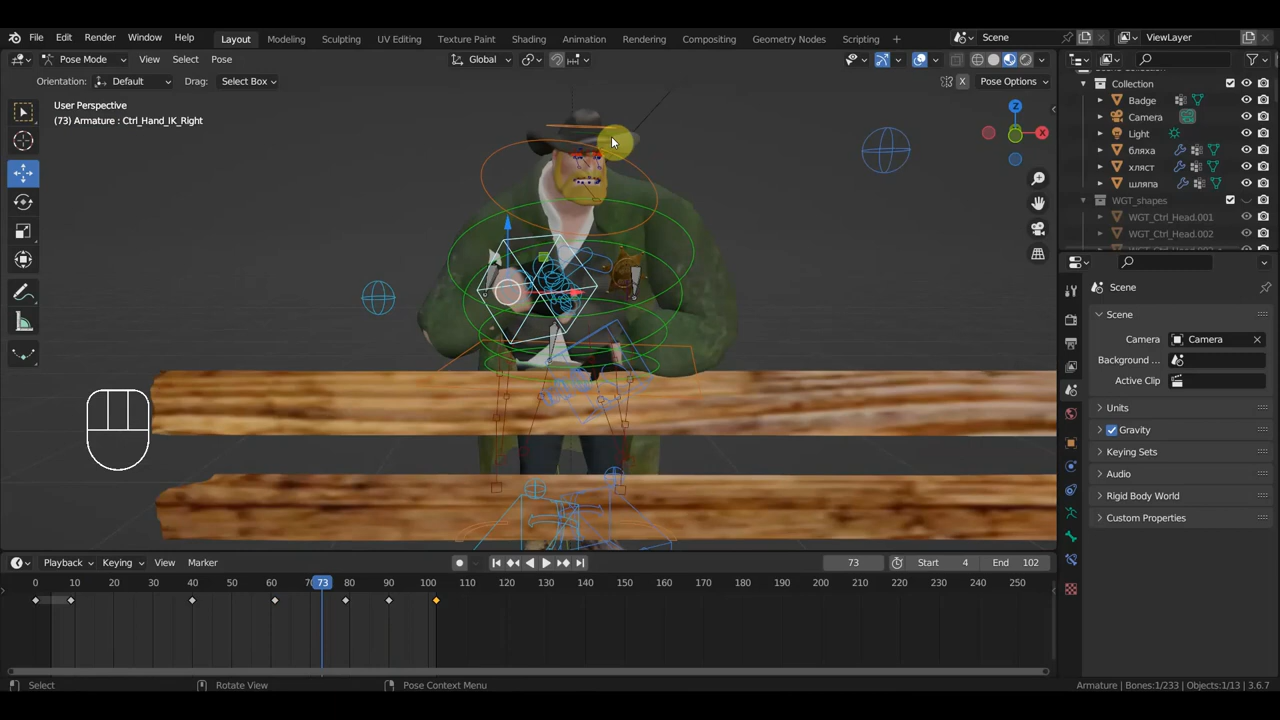 File Edit Render Window Help Layout Modeling Sculpting UV Editing Texture Paint Shading Animation Rendering Compositing Geometry Nodes Scripting + Scene ViewLayer
Pose Mode View Select Pose Global
Orientation: Default Drag: Select Box X Pose Options
User Perspective
(73) Armature : Ctrl_Hand_IK_Right
Z
X
Collection
Badge
Camera
Light
бляха
хляст
шляпа
WGT_shapes
WGT_Ctrl_Head.001
WGT_Ctrl_Head.002
Scene
Scene
Camera Camera
Background ...
Active Clip
Units
Gravity
Keying Sets
Audio
Rigid Body World
Custom Properties
Playback Keying View Marker 73 Start 4 End 102
0 10 20 30 40 50 60 73 80 90 100 110 120 130 140 150 160 170 180 190 200 210 220 230 240 250
Select Rotate View Pose Context Menu Armature | Bones:1/233 | Objects:1/13 | 3.6.7